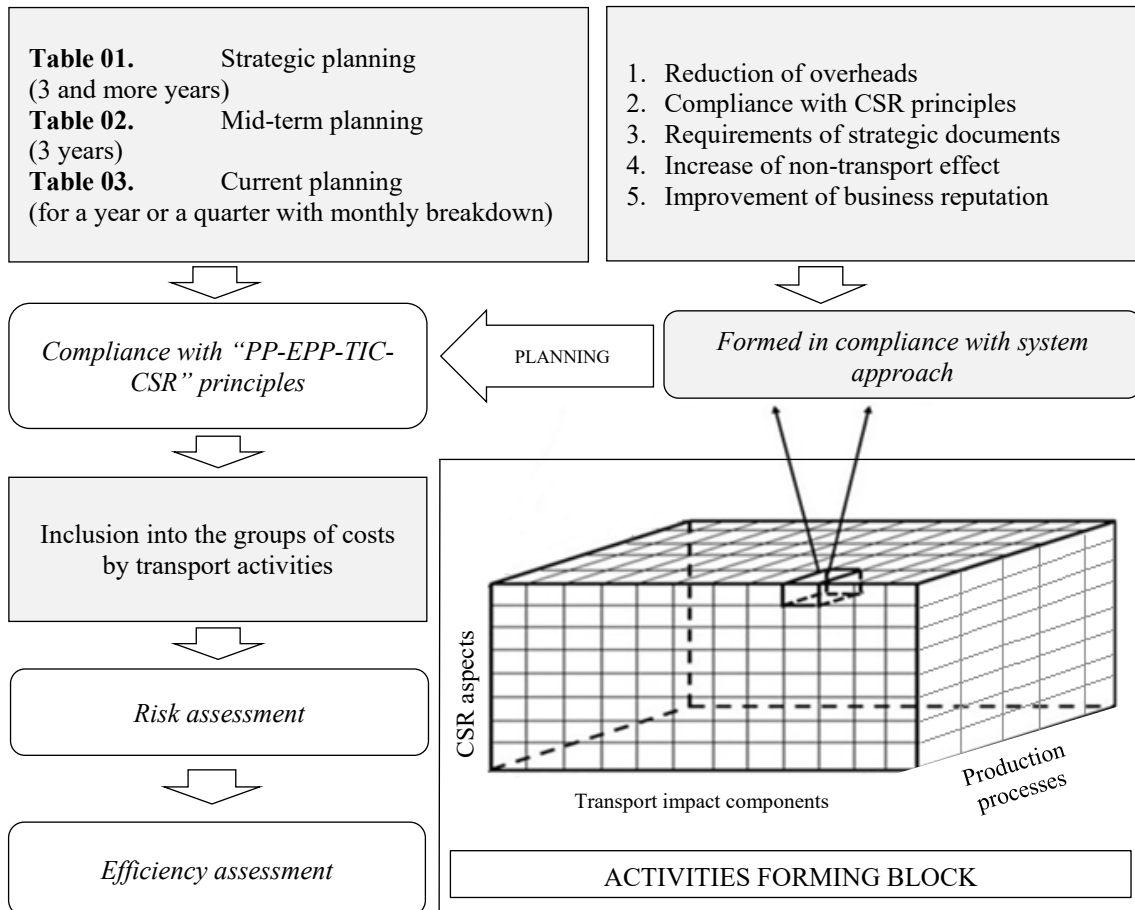 Table 01. Strategic planning
(3 and more years)
Table 02. Mid-term planning
(3 years)
Table 03. Current planning
(for a year or a quarter with monthly breakdown)
1. Reduction of overheads
2. Compliance with CSR principles
3. Requirements of strategic documents
4. Increase of non-transport effect
5. Improvement of business reputation
Compliance with “PP-EPP-TIC-
CSR” principles
PLANNING
Formed in compliance with system
approach
Inclusion into the groups of costs
by transport activities
Risk assessment
Efficiency assessment
CSR aspects
Transport impact components
Production
processes
ACTIVITIES FORMING BLOCK